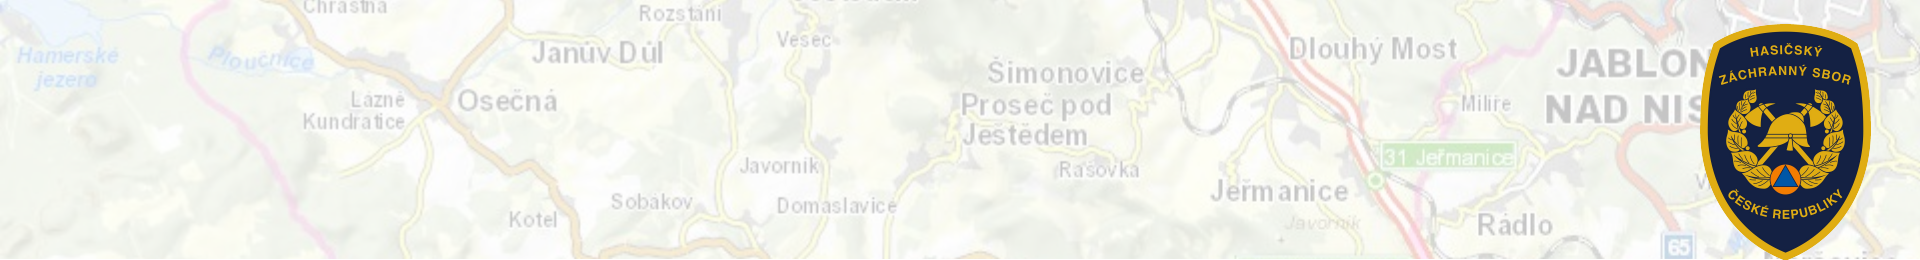 Chrastná
Rozstání
Hamerské
jezero
Ploučnice
Janův Důl
Vesec
Dlouhý Most
Šimonovice
Lázně
Kundratice
Osečná
Proseč pod
Ještědem
Milíře
JABLON
NAD NIS
31 Jeřmanice
Javorník
Rašovka
Sobákov
Domaslavice
Jeřmanice
Kotel
Javorník
Rádlo
65
HASIČSKÝ
ZÁCHRANNÝ SBOR
ČESKÉ REPUBLIKY